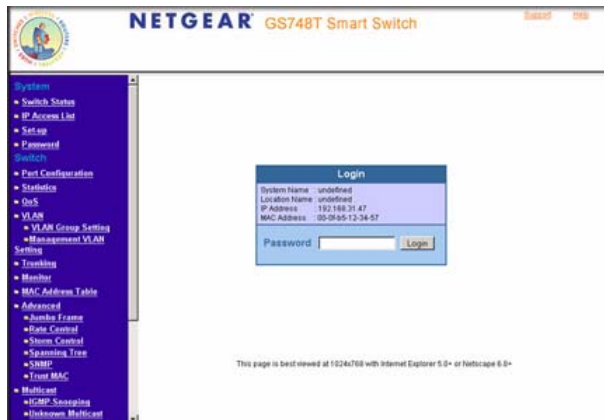 NETGEAR GS748T Smart Switch
Support Help
System
Switch Status
IP Access List
Set-up
Password
Switch
Port Configuration
Statistics
QoS
VLAN
VLAN Group Setting
Management VLAN
Setting
Trunking
Monitor
MAC Address Table
Advanced
Jumbo Frame
Rate Control
Storm Control
Spanning Tree
SNMP
Trust MAC
Multicast
IGMP-Snooping
Unknown Multicast
Login
System Name : undefined
Location Name : undefined
IP Address : 192.168.31.47
MAC Address : 00-0f-b5-12-34-57
Password Login
This page is best viewed at 1024x768 with Internet Explorer 5.0+ or Netscape 6.0+